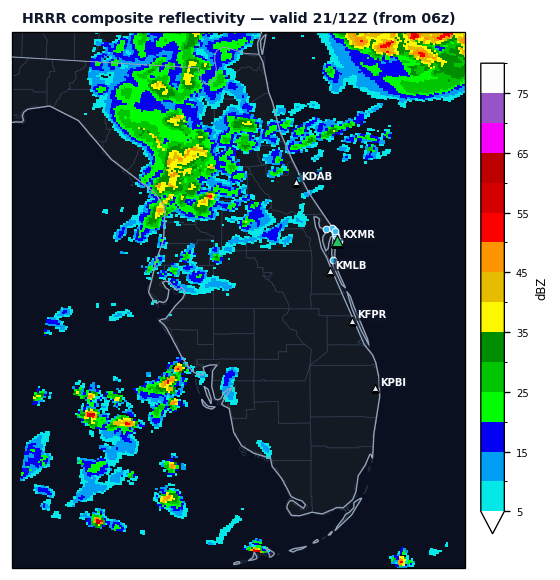 HRRR composite reflectivity — valid 21/12Z (from 06z)
KDAB
KXMR
KMLB
KFPR
KPBI
75
65
55
45
35
25
15
5
dBZ